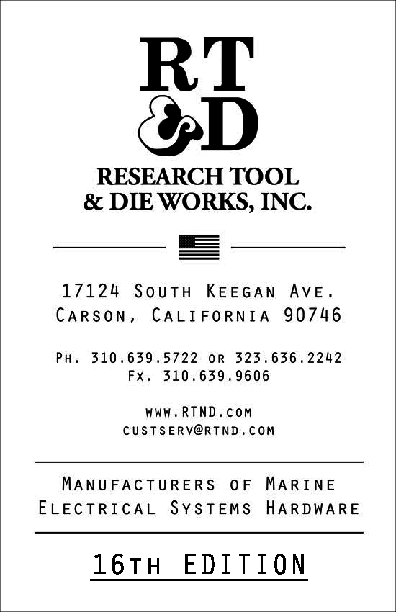 RT
&D
RESEARCH TOOL
& DIE WORKS, INC.
17124 South Keegan Ave.
Carson, California 90746
Ph. 310.639.5722 or 323.636.2242
Fx. 310.639.9606
www.RTND.com
custserv@rtnd.com
Manufacturers of Marine
Electrical Systems Hardware
16th EDITION